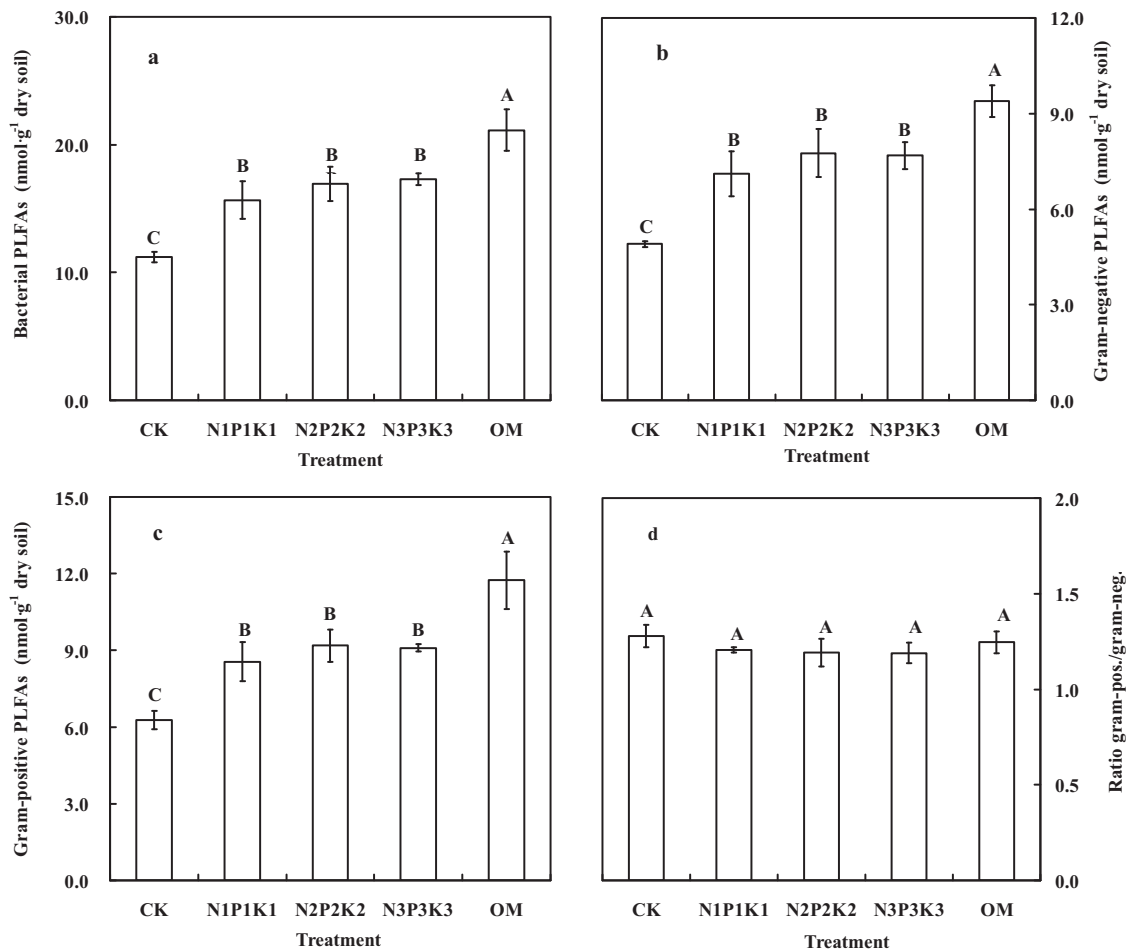 Bacterial PLFAs (nmol·g⁻¹ dry soil)
30.0
20.0
10.0
0.0
a
C
B
B
B
A
CK N1P1K1 N2P2K2 N3P3K3 OM
Treatment
b
C
B
B
B
A
12.0
9.0
6.0
3.0
0.0
Gram-negative PLFAs (nmol·g⁻¹ dry soil)
CK N1P1K1 N2P2K2 N3P3K3 OM
Treatment
Gram-positive PLFAs (nmol·g⁻¹ dry soil)
15.0
12.0
9.0
6.0
3.0
0.0
c
C
B
B
B
A
CK N1P1K1 N2P2K2 N3P3K3 OM
Treatment
d
A
A
A
A
A
2.0
1.5
1.0
0.5
0.0
Ratio gram-pos./gram-neg.
CK N1P1K1 N2P2K2 N3P3K3 OM
Treatment